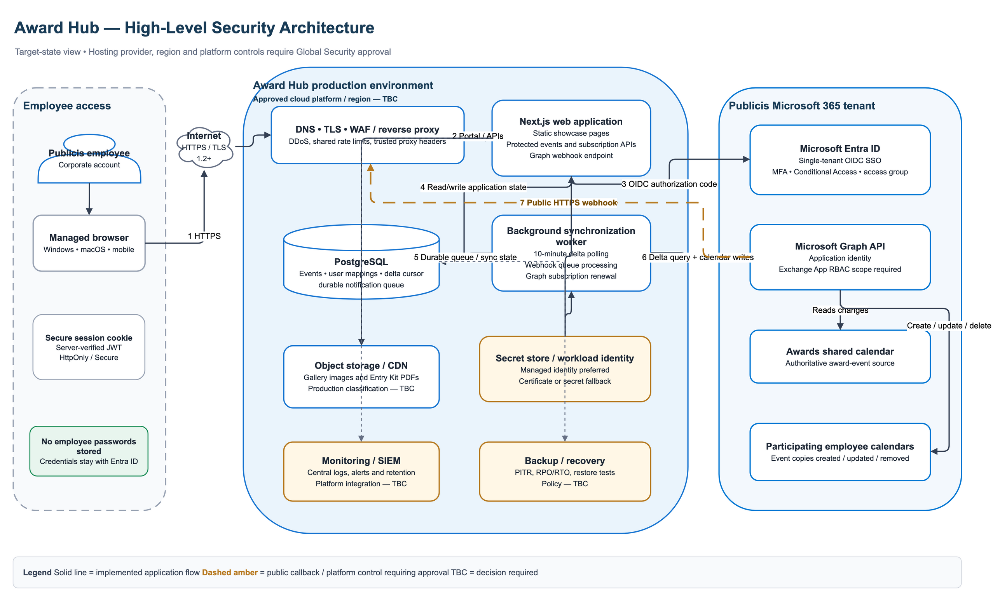 Award Hub — High-Level Security Architecture
Target-state view • Hosting provider, region and platform controls require Global Security approval
Employee access
Publicis employee
Corporate account
Managed browser
Windows • macOS • mobile
Secure session cookie
Server-verified JWT
HttpOnly / Secure
No employee passwords
stored
Credentials stay with Entra ID
1 HTTPS
Internet
HTTPS / TLS
1.2+
Award Hub production environment
Approved cloud platform / region — TBC
DNS • TLS • WAF / reverse proxy
DDoS, shared rate limits, trusted proxy headers
2 Portal / APIs
Next.js web application
Static showcase pages
Protected events and subscription APIs
Graph webhook endpoint
4 Read/write application state
3 OIDC authorization code
7 Public HTTPS webhook
PostgreSQL
Events • user mappings • delta cursor
durable notification queue
5 Durable queue / sync state
Background synchronization
worker
10-minute delta polling
Webhook queue processing
Graph subscription renewal
6 Delta query + calendar writes
Object storage / CDN
Gallery images and Entry Kit PDFs
Production classification — TBC
Secret store / workload identity
Managed identity preferred
Certificate or secret fallback
Monitoring / SIEM
Central logs, alerts and retention
Platform integration — TBC
Backup / recovery
PITR, RPO/RTO, restore tests
Policy — TBC
Publicis Microsoft 365 tenant
Microsoft Entra ID
Single-tenant OIDC SSO
MFA • Conditional Access • access group
Microsoft Graph API
Application identity
Exchange App RBAC scope required
Reads changes
Create / update / delete
Awards shared calendar
Authoritative award-event source
Participating employee calendars
Event copies created / updated / removed
Legend Solid line = implemented application flow Dashed amber = public callback / platform control requiring approval TBC = decision required